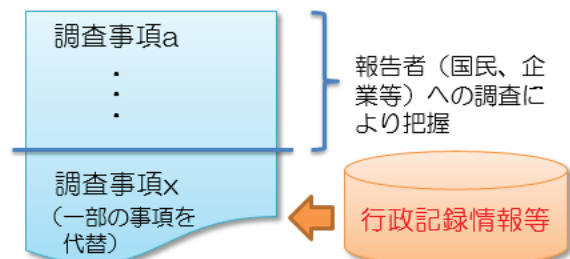 調査事項a
・
・
・
報告者（国民、企
業等）への調査に
より把握
調査事項x
（一部の事項を
代替）
行政記録情報等